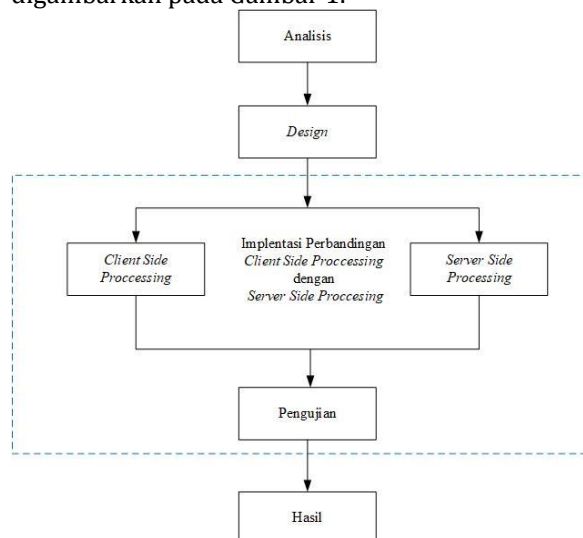 digambarkan pada Gambar 1.
Analisis
Design
Client Side
Proccessing
Implentasi Perbandingan
Client Side Proccessing
dengan
Server Side Proccesing
Server Side
Processing
Pengujian
Hasil